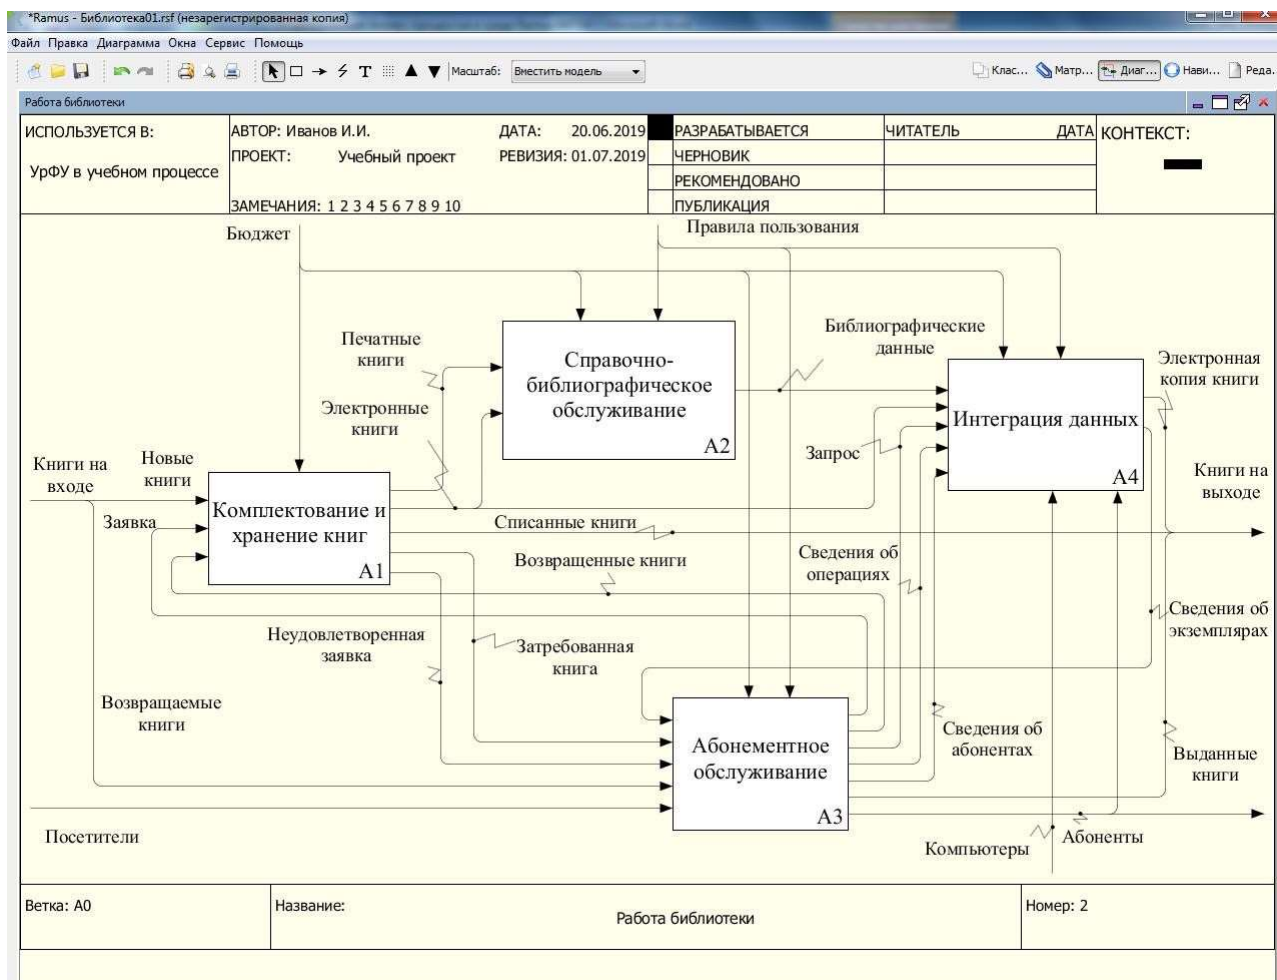 *Ramus - Библиотека01.rsf (незарегистрированная копия)
Файл Правка Диаграмма Окна Сервис Помощь
Масштаб: Вместить модель Клас... Матр... Диаг... Нави... Реда...
Работа библиотеки
ИСПОЛЬЗУЕТСЯ В:
УрФУ в учебном процессе
АВТОР: Иванов И.И. ДАТА: 20.06.2019
ПРОЕКТ: Учебный проект РЕВИЗИЯ: 01.07.2019
ЗАМЕЧАНИЯ: 1 2 3 4 5 6 7 8 9 10
РАЗРАБАТЫВАЕТСЯ
ЧЕРНОВИК
РЕКОМЕНДОВАНО
ПУБЛИКАЦИЯ
ЧИТАТЕЛЬ ДАТА
КОНТЕКСТ:
Бюджет
Правила пользования
Печатные
книги
Справочно-
библиографическое
обслуживание
A2
Библиографические
данные
Электронная
копия книги
Электронные
книги
Интеграция данных
A4
Запрос
Книги на
входе
Новые
книги
Книги на
выходе
Заявка
Комплектование и
хранение книг
A1
Списанные книги
Возвращенные книги
Сведения об
операциях
Неудовлетворенная
заявка
Затребованная
книга
Сведения об
экземплярах
Возвращаемые
книги
Абонементное
обслуживание
A3
Сведения об
абонентах
Выданные
книги
Посетители
Компьютеры
Абоненты
Ветка: A0
Название:
Работа библиотеки
Номер: 2